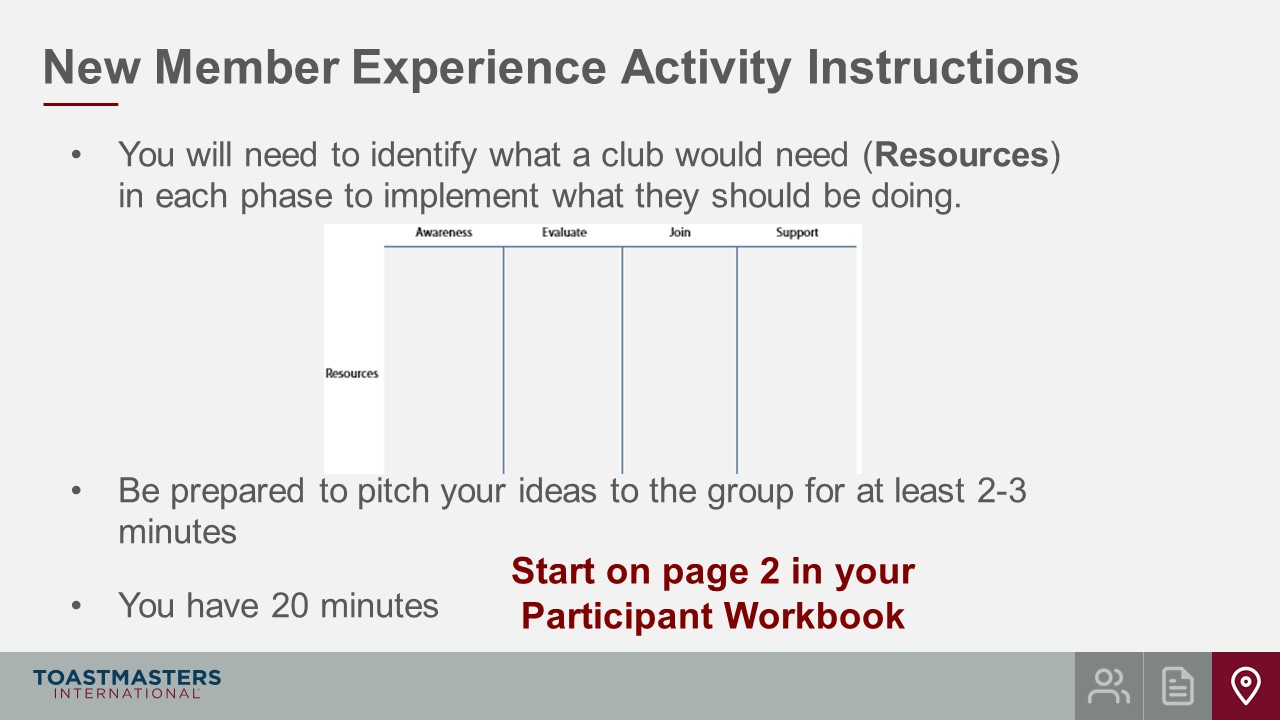 New Member Experience Activity Instructions
• You will need to identify what a club would need (Resources)
in each phase to implement what they should be doing.
Awareness Evaluate Join Support
Resources
• Be prepared to pitch your ideas to the group for at least 2-3
minutes
Start on page 2 in your
Participant Workbook
• You have 20 minutes
TOASTMASTERS
INTERNATIONAL